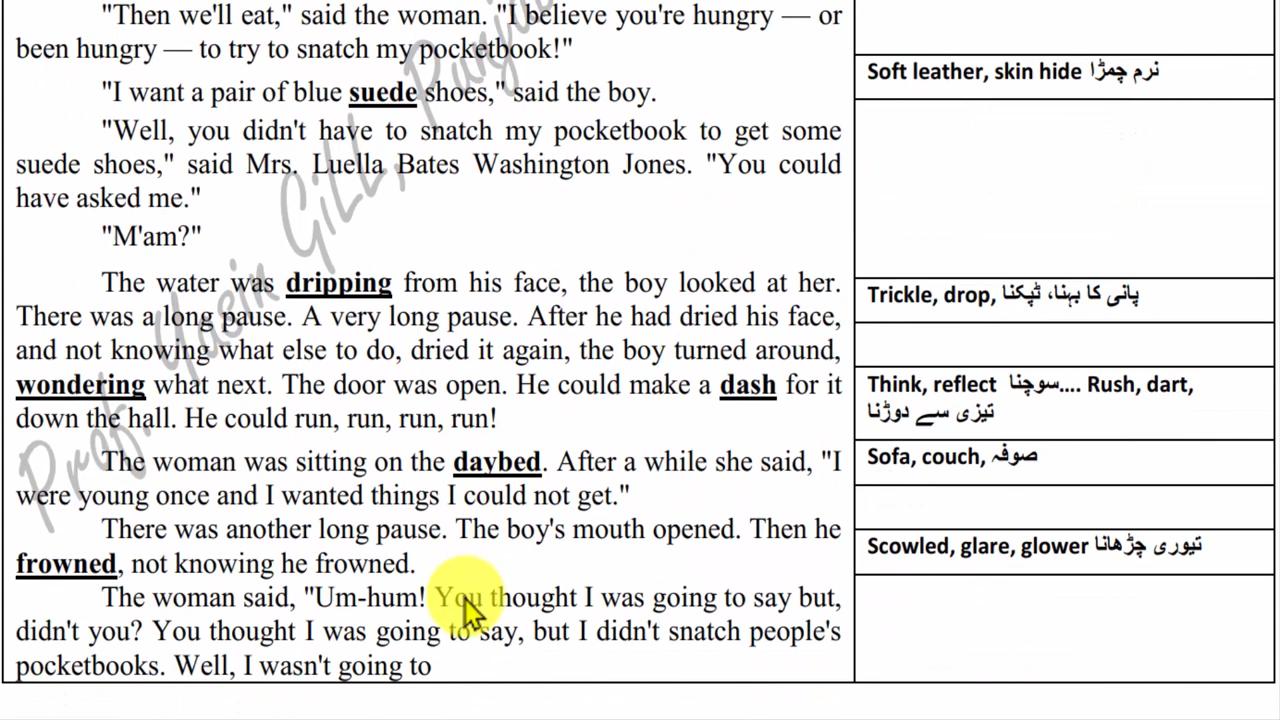 "Then we'll eat," said the woman. "I believe you're hungry — or
been hungry — to try to snatch my pocketbook!"
"I want a pair of blue suede shoes," said the boy.
"Well, you didn't have to snatch my pocketbook to get some
suede shoes," said Mrs. Luella Bates Washington Jones. "You could
have asked me."
"M'am?"
The water was dripping from his face, the boy looked at her.
There was a long pause. A very long pause. After he had dried his face,
and not knowing what else to do, dried it again, the boy turned around,
wondering what next. The door was open. He could make a dash for it
down the hall. He could run, run, run, run!
The woman was sitting on the daybed. After a while she said, "I
were young once and I wanted things I could not get."
There was another long pause. The boy's mouth opened. Then he
frowned, not knowing he frowned.
The woman said, "Um-hum! You thought I was going to say but,
didn't you? You thought I was going to say, but I didn't snatch people's
pocketbooks. Well, I wasn't going to
Soft leather, skin hide نرم چمڑا
Trickle, drop, پانی کا بہنا، ٹپکنا
Think, reflect سوچنا.... Rush, dart,
تیزی سے دوڑنا
Sofa, couch, صوفہ
Scowled, glare, glower تیوری چڑھانا
Prof. Yasin Gill, Punja